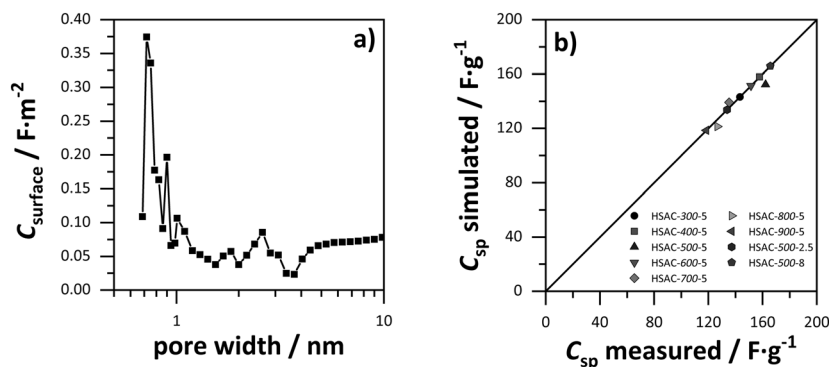 a)
C_surface / F·m⁻²
0.40
0.35
0.30
0.25
0.20
0.15
0.10
0.05
0.00
1
10
pore width / nm
b)
C_sp simulated / F·g⁻¹
200
160
120
80
40
0
HSAC-300-5
HSAC-400-5
HSAC-500-5
HSAC-600-5
HSAC-700-5
HSAC-800-5
HSAC-900-5
HSAC-500-2.5
HSAC-500-8
0 40 80 120 160 200
C_sp measured / F·g⁻¹